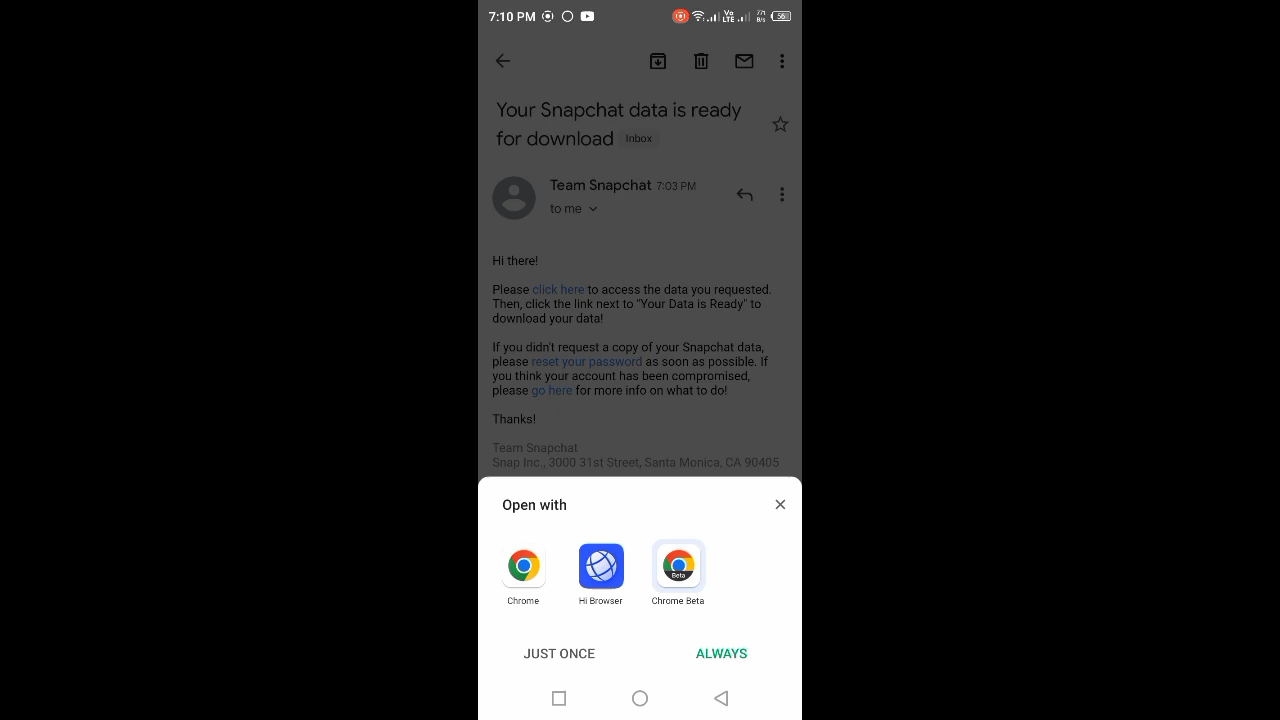 7:10 PM
Vo
LTE
771
B/s
56
Your Snapchat data is ready
for download Inbox
Team Snapchat 7:03 PM
to me
Hi there!
Please click here to access the data you requested.
Then, click the link next to "Your Data is Ready" to
download your data!
If you didn't request a copy of your Snapchat data,
please reset your password as soon as possible. If
you think your account has been compromised,
please go here for more info on what to do!
Thanks!
Team Snapchat
Snap Inc., 3000 31st Street, Santa Monica, CA 90405
Open with
Beta
Chrome Hi Browser Chrome Beta
JUST ONCE ALWAYS